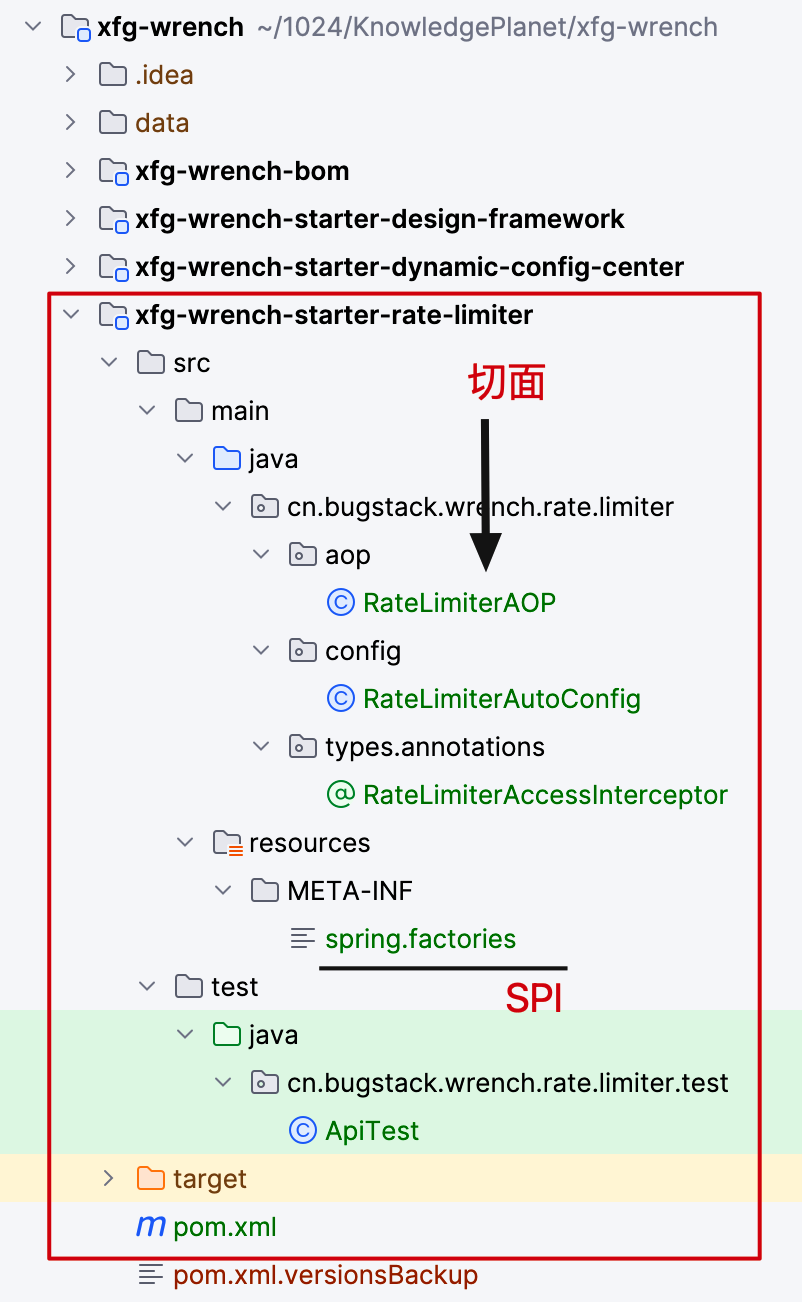 xfg-wrench ~/1024/KnowledgePlanet/xfg-wrench
.idea
data
xfg-wrench-bom
xfg-wrench-starter-design-framework
xfg-wrench-starter-dynamic-config-center
xfg-wrench-starter-rate-limiter
src
切面
main
java
cn.bugstack.wrench.rate.limiter
aop
RateLimiterAOP
config
RateLimiterAutoConfig
types.annotations
RateLimiterAccessInterceptor
resources
META-INF
spring.factories
test
SPI
java
cn.bugstack.wrench.rate.limiter.test
ApiTest
target
pom.xml
pom.xml.versionsBackup